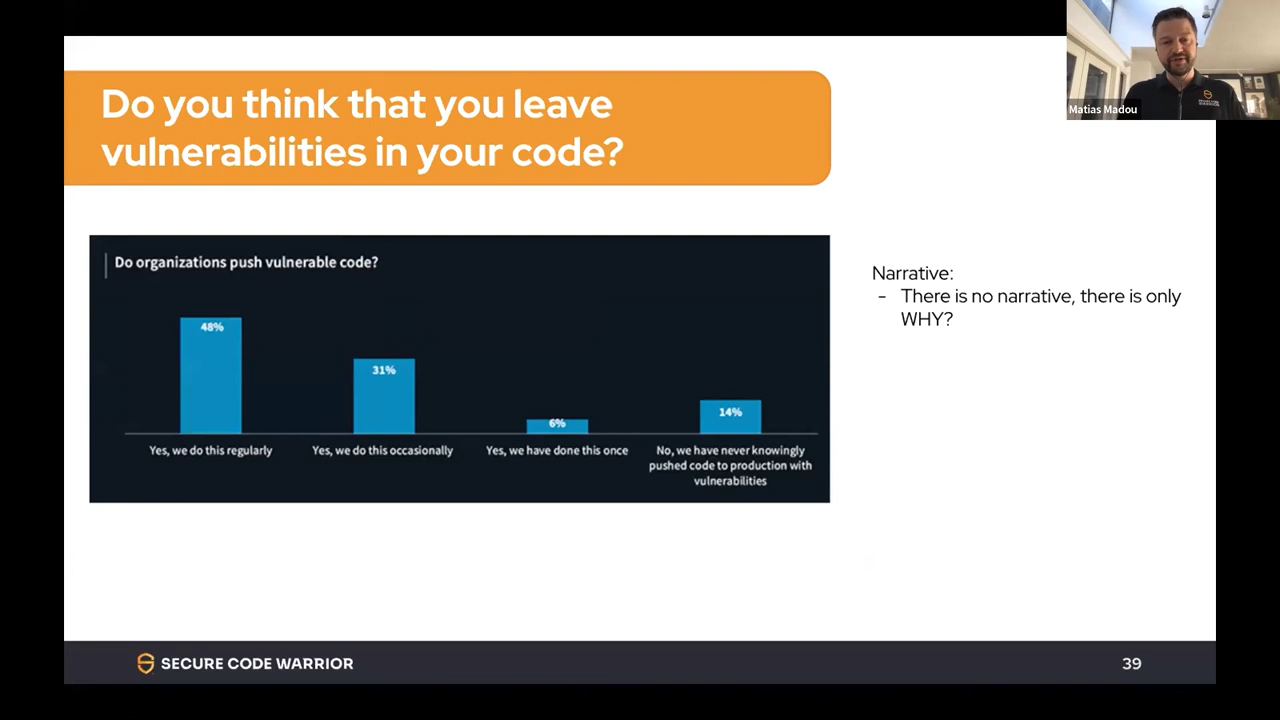 Do you think that you leave
vulnerabilities in your code?
Matias Madou
Do organizations push vulnerable code?
48%
31%
6%
14%
Yes, we do this regularly
Yes, we do this occasionally
Yes, we have done this once
No, we have never knowingly
pushed code to production with
vulnerabilities
Narrative:
- There is no narrative, there is only
WHY?
SECURE CODE WARRIOR
39